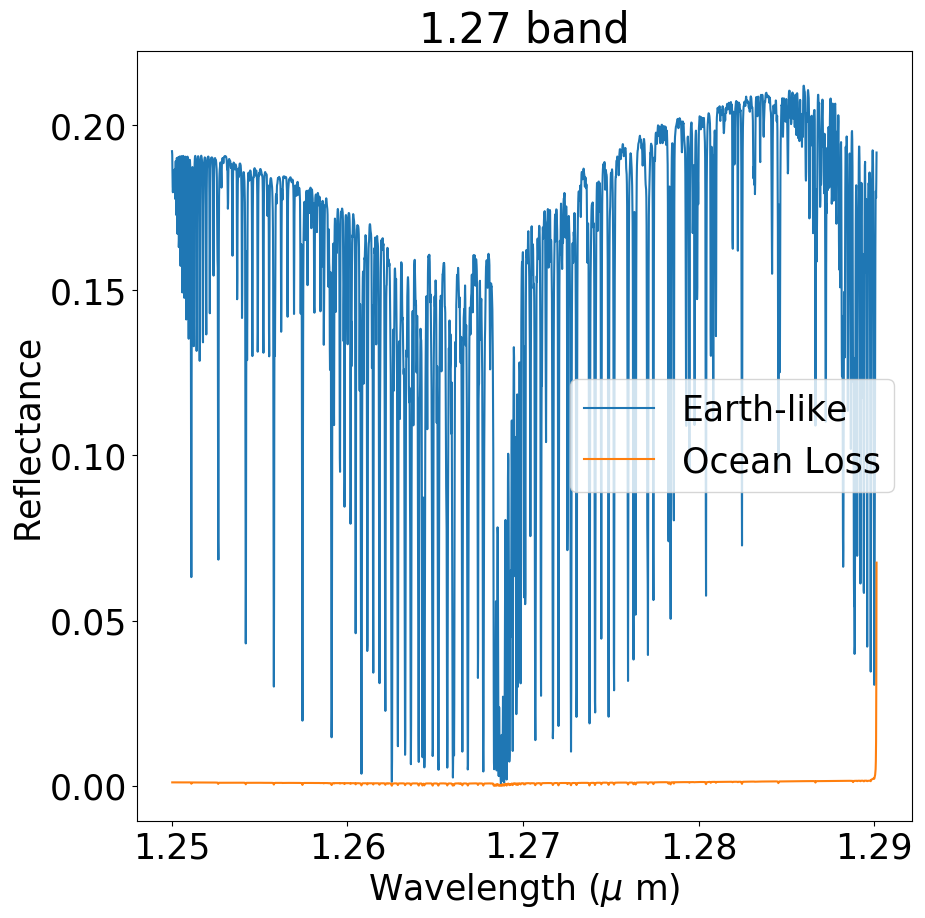 1.27 band
Reflectance
0.20
0.15
0.10
0.05
0.00
Earth-like
Ocean Loss
1.25 1.26 1.27 1.28 1.29
Wavelength (μ m)